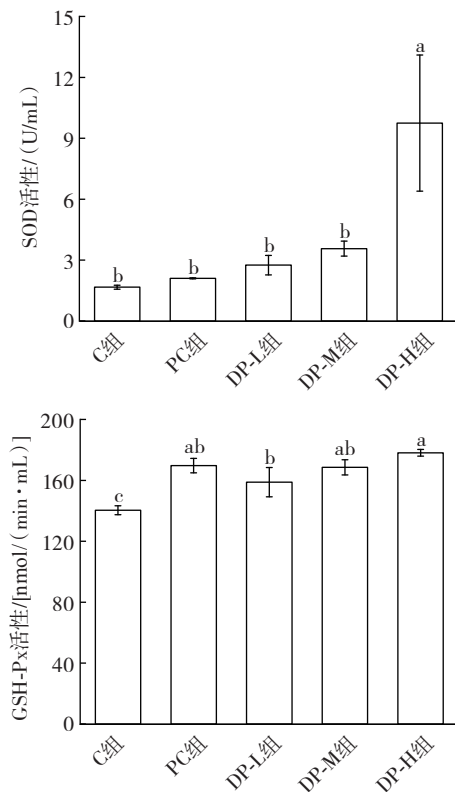 15
a
12
9
SOD活性/(U/mL)
6
b
b
3
b
b
0
C组
PC组
DP-L组
DP-M组
DP-H组
200
ab
b
ab
a
160
c
120
GSH-Px活性/[nmol/(min·mL)]
80
40
0
C组
PC组
DP-L组
DP-M组
DP-H组